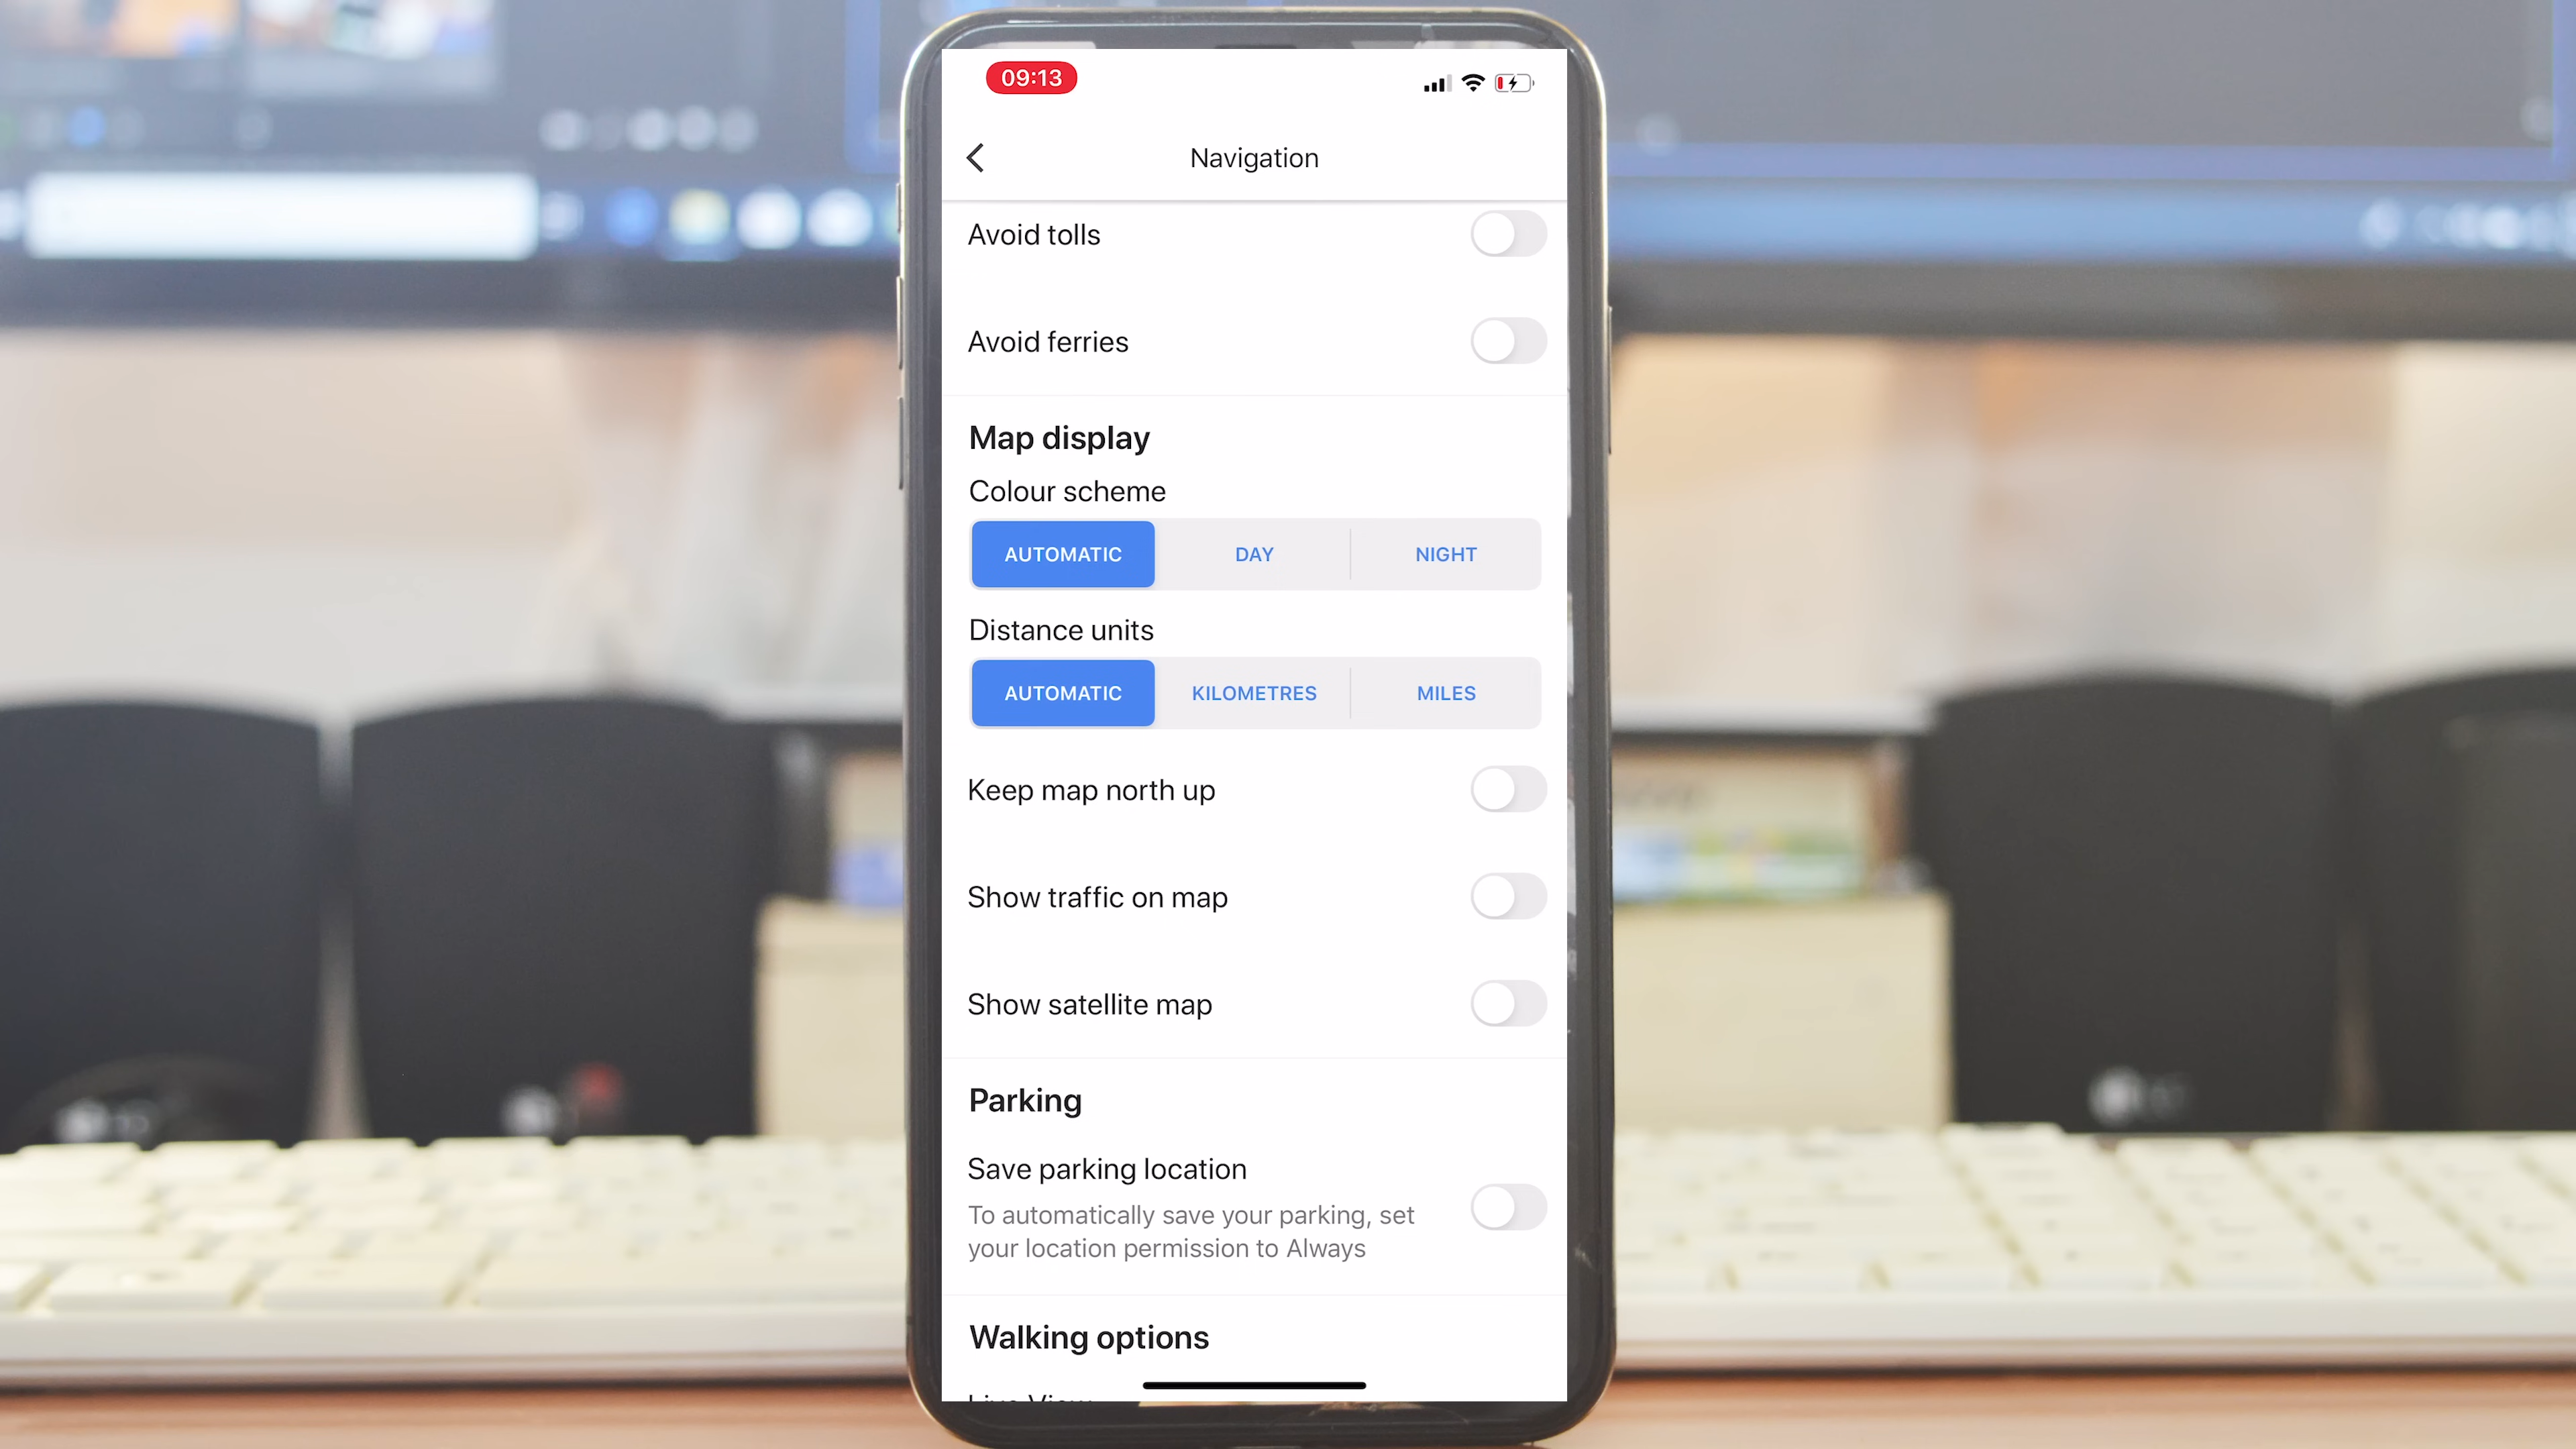 09:13
Navigation
Avoid tolls
Avoid ferries
Map display
Colour scheme
AUTOMATIC DAY NIGHT
Distance units
AUTOMATIC KILOMETRES MILES
Keep map north up
Show traffic on map
Show satellite map
Parking
Save parking location
To automatically save your parking, set
your location permission to Always
Walking options